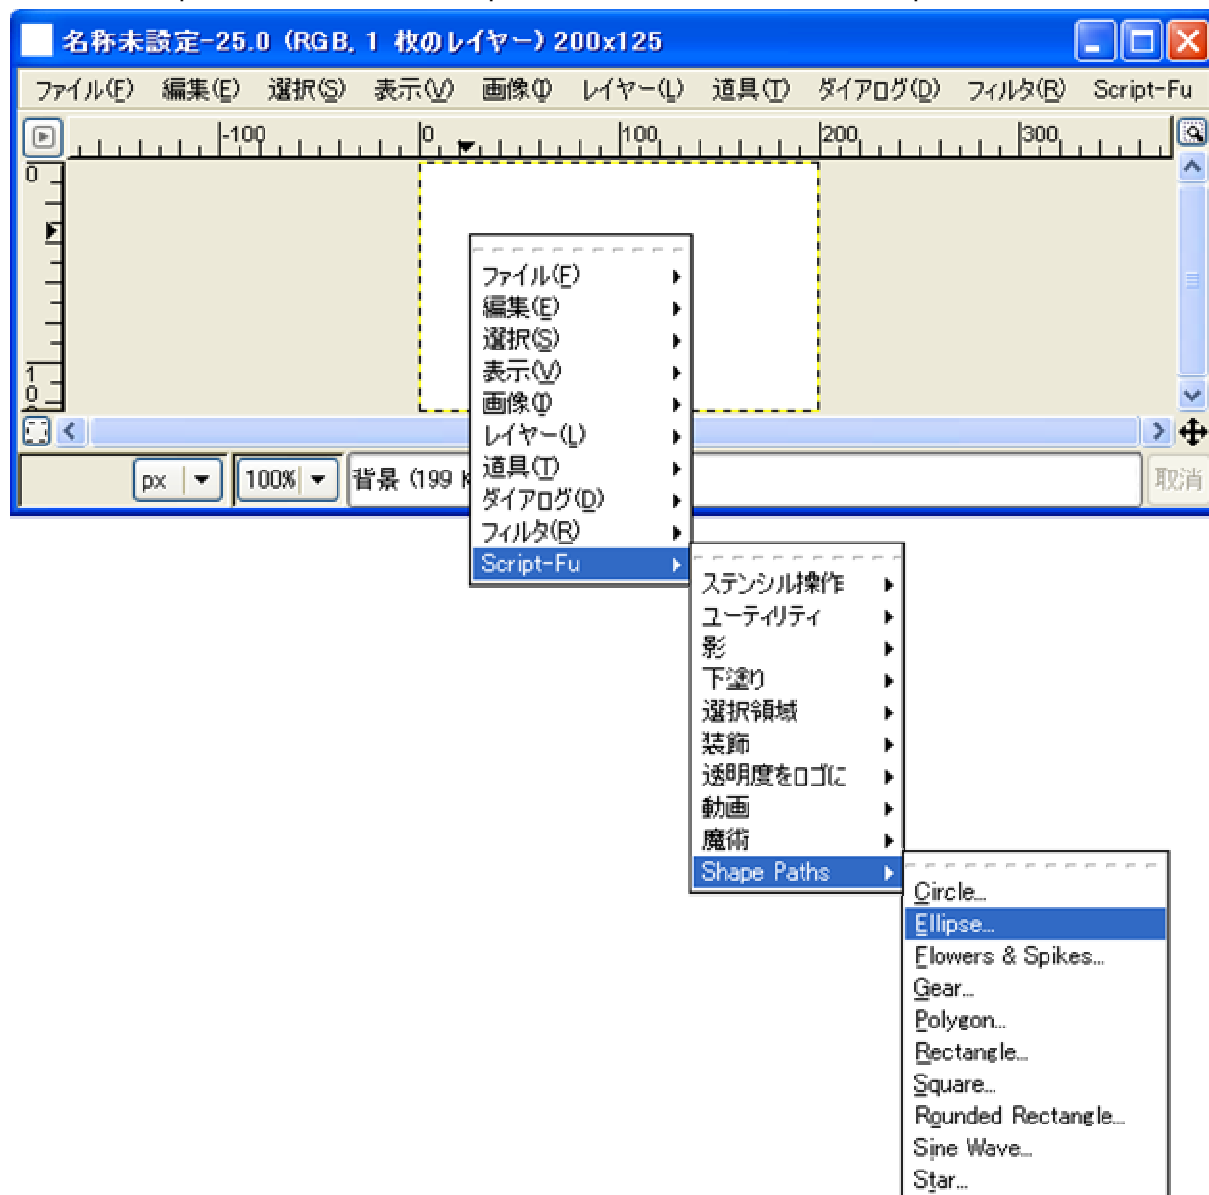 名称未設定-25.0 (RGB, 1 枚のレイヤー) 200x125
ファイル(F) 編集(E) 選択(S) 表示(V) 画像(I) レイヤー(L) 道具(T) ダイアログ(D) フィルタ(R) Script-Fu
-100 0 100 200 300
0
ファイル(F)
編集(E)
選択(S)
表示(V)
画像(I)
レイヤー(L)
道具(T)
ダイアログ(D)
フィルタ(R)
Script-Fu
10
px 100% 背景 (199 取消
ステンシル操作
ユーティリティ
影
下塗り
選択領域
装飾
透明度をロゴに
動画
魔術
Shape Paths
Circle...
Ellipse...
Flowers & Spikes...
Gear...
Polygon...
Rectangle...
Square...
Rounded Rectangle...
Sine Wave...
Star...